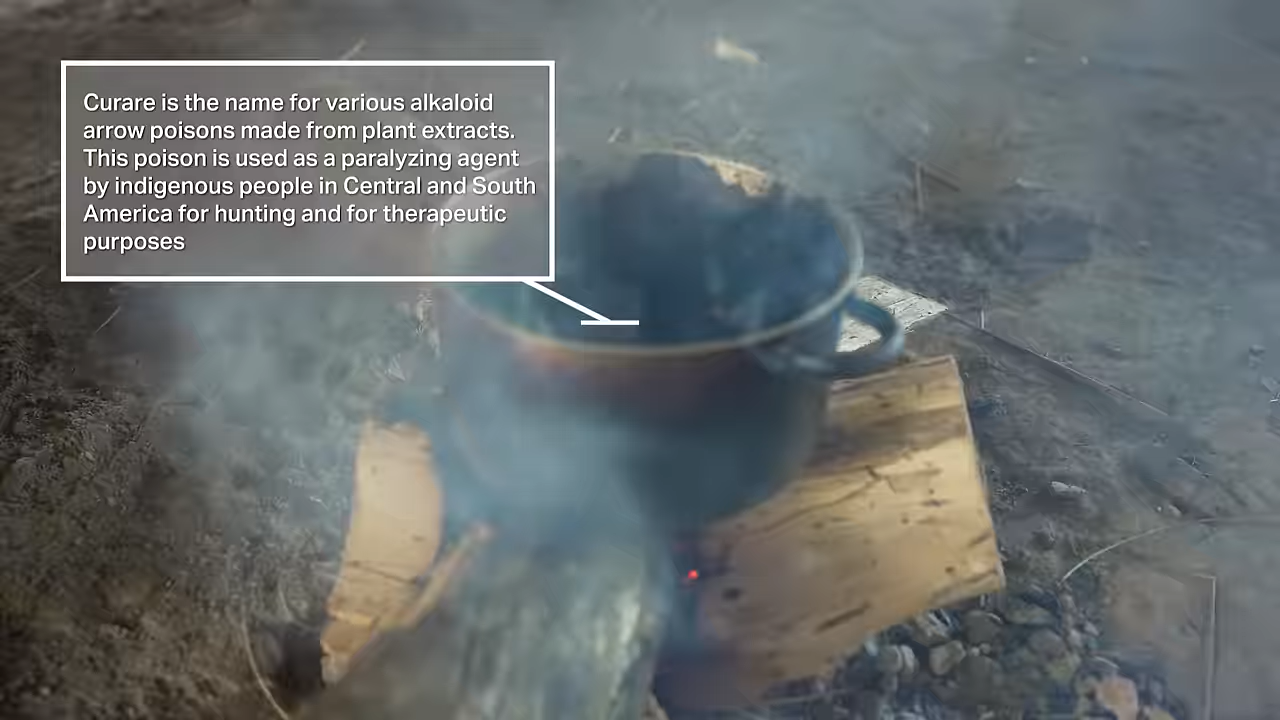 Curare is the name for various alkaloid
arrow poisons made from plant extracts.
This poison is used as a paralyzing agent
by indigenous people in Central and South
America for hunting and for therapeutic
purposes